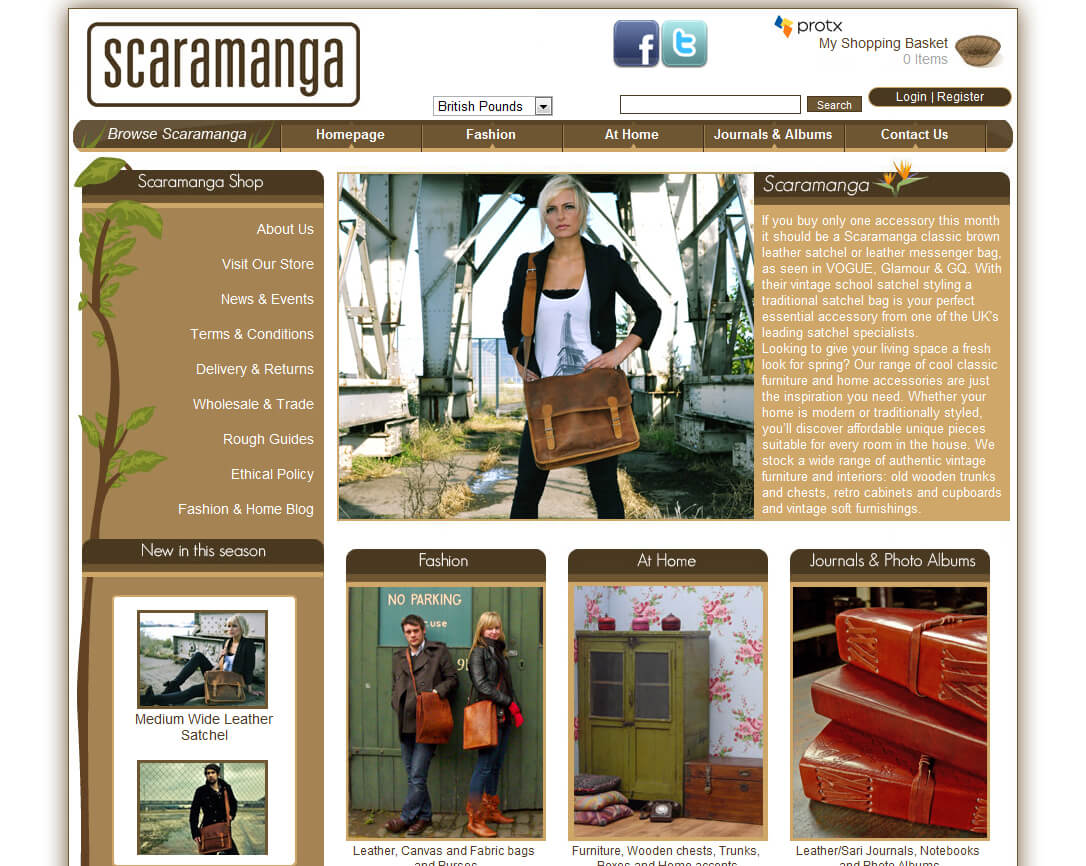 scaramanga
protx
My Shopping Basket
0 Items
British Pounds
Search
Login | Register
Browse Scaramanga
Homepage
Fashion
At Home
Journals & Albums
Contact Us
Scaramanga Shop
About Us
Visit Our Store
News & Events
Terms & Conditions
Delivery & Returns
Wholesale & Trade
Rough Guides
Ethical Policy
Fashion & Home Blog
New in this season
Medium Wide Leather
Satchel
Scaramanga
If you buy only one accessory this month
it should be a Scaramanga classic brown
leather satchel or leather messenger bag,
as seen in VOGUE, Glamour & GQ. With
their vintage school satchel styling a
traditional satchel bag is your perfect
essential accessory from one of the UK's
leading satchel specialists.
Looking to give your living space a fresh
look for spring? Our range of cool classic
furniture and home accessories are just
the inspiration you need. Whether your
home is modern or traditionally styled,
you'll discover affordable unique pieces
suitable for every room in the house. We
stock a wide range of authentic vintage
furniture and interiors: old wooden trunks
and chests, retro cabinets and cupboards
and vintage soft furnishings.
Fashion
NO PARKING
use
Leather, Canvas and Fabric bags
and Purses
At Home
Furniture, Wooden chests, Trunks,
Boxes and Home accents
Journals & Photo Albums
Leather/Sari Journals, Notebooks
and Photo Albums